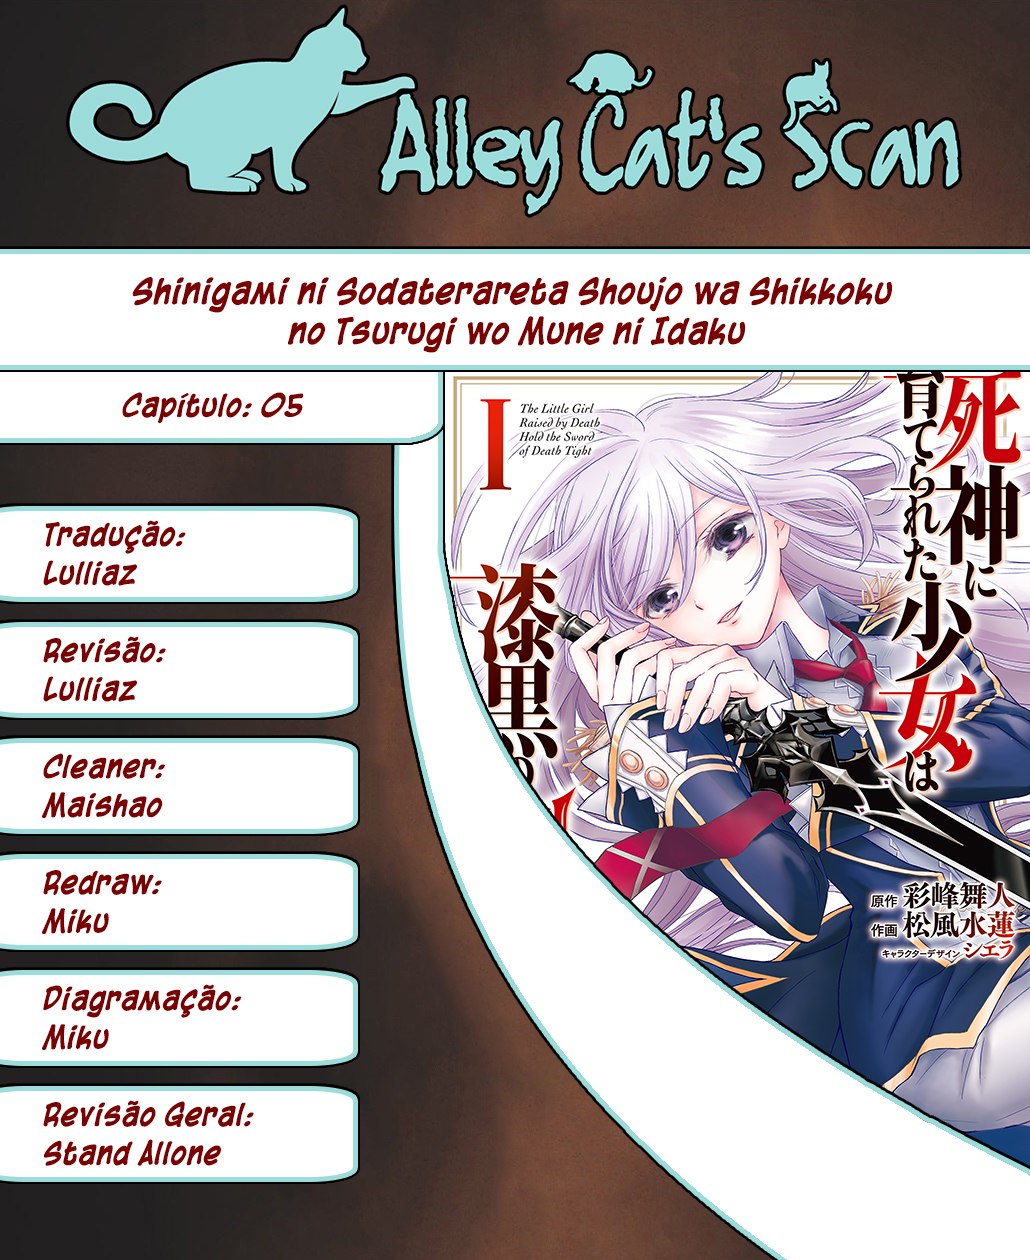 Alley Cat's Scan
Shinigami ni Sodaterareta Shoujo wa Shikkoku
no Tsurugi wo Mune ni Idaku
Capítulo: 05
Tradução:
Lulliaz
Revisão:
Lulliaz
Cleaner:
Maishao
Redraw:
Miku
Diagramação:
Miku
Revisão Geral:
Stand Allone
I
The Little Girl
Raised by Death
Hold the Sword
of Death Tight
死神に
育てられた少女は
漆黒の
原作 彩峰舞人
作画 松風水蓮
キャラクターデザイン シエラ